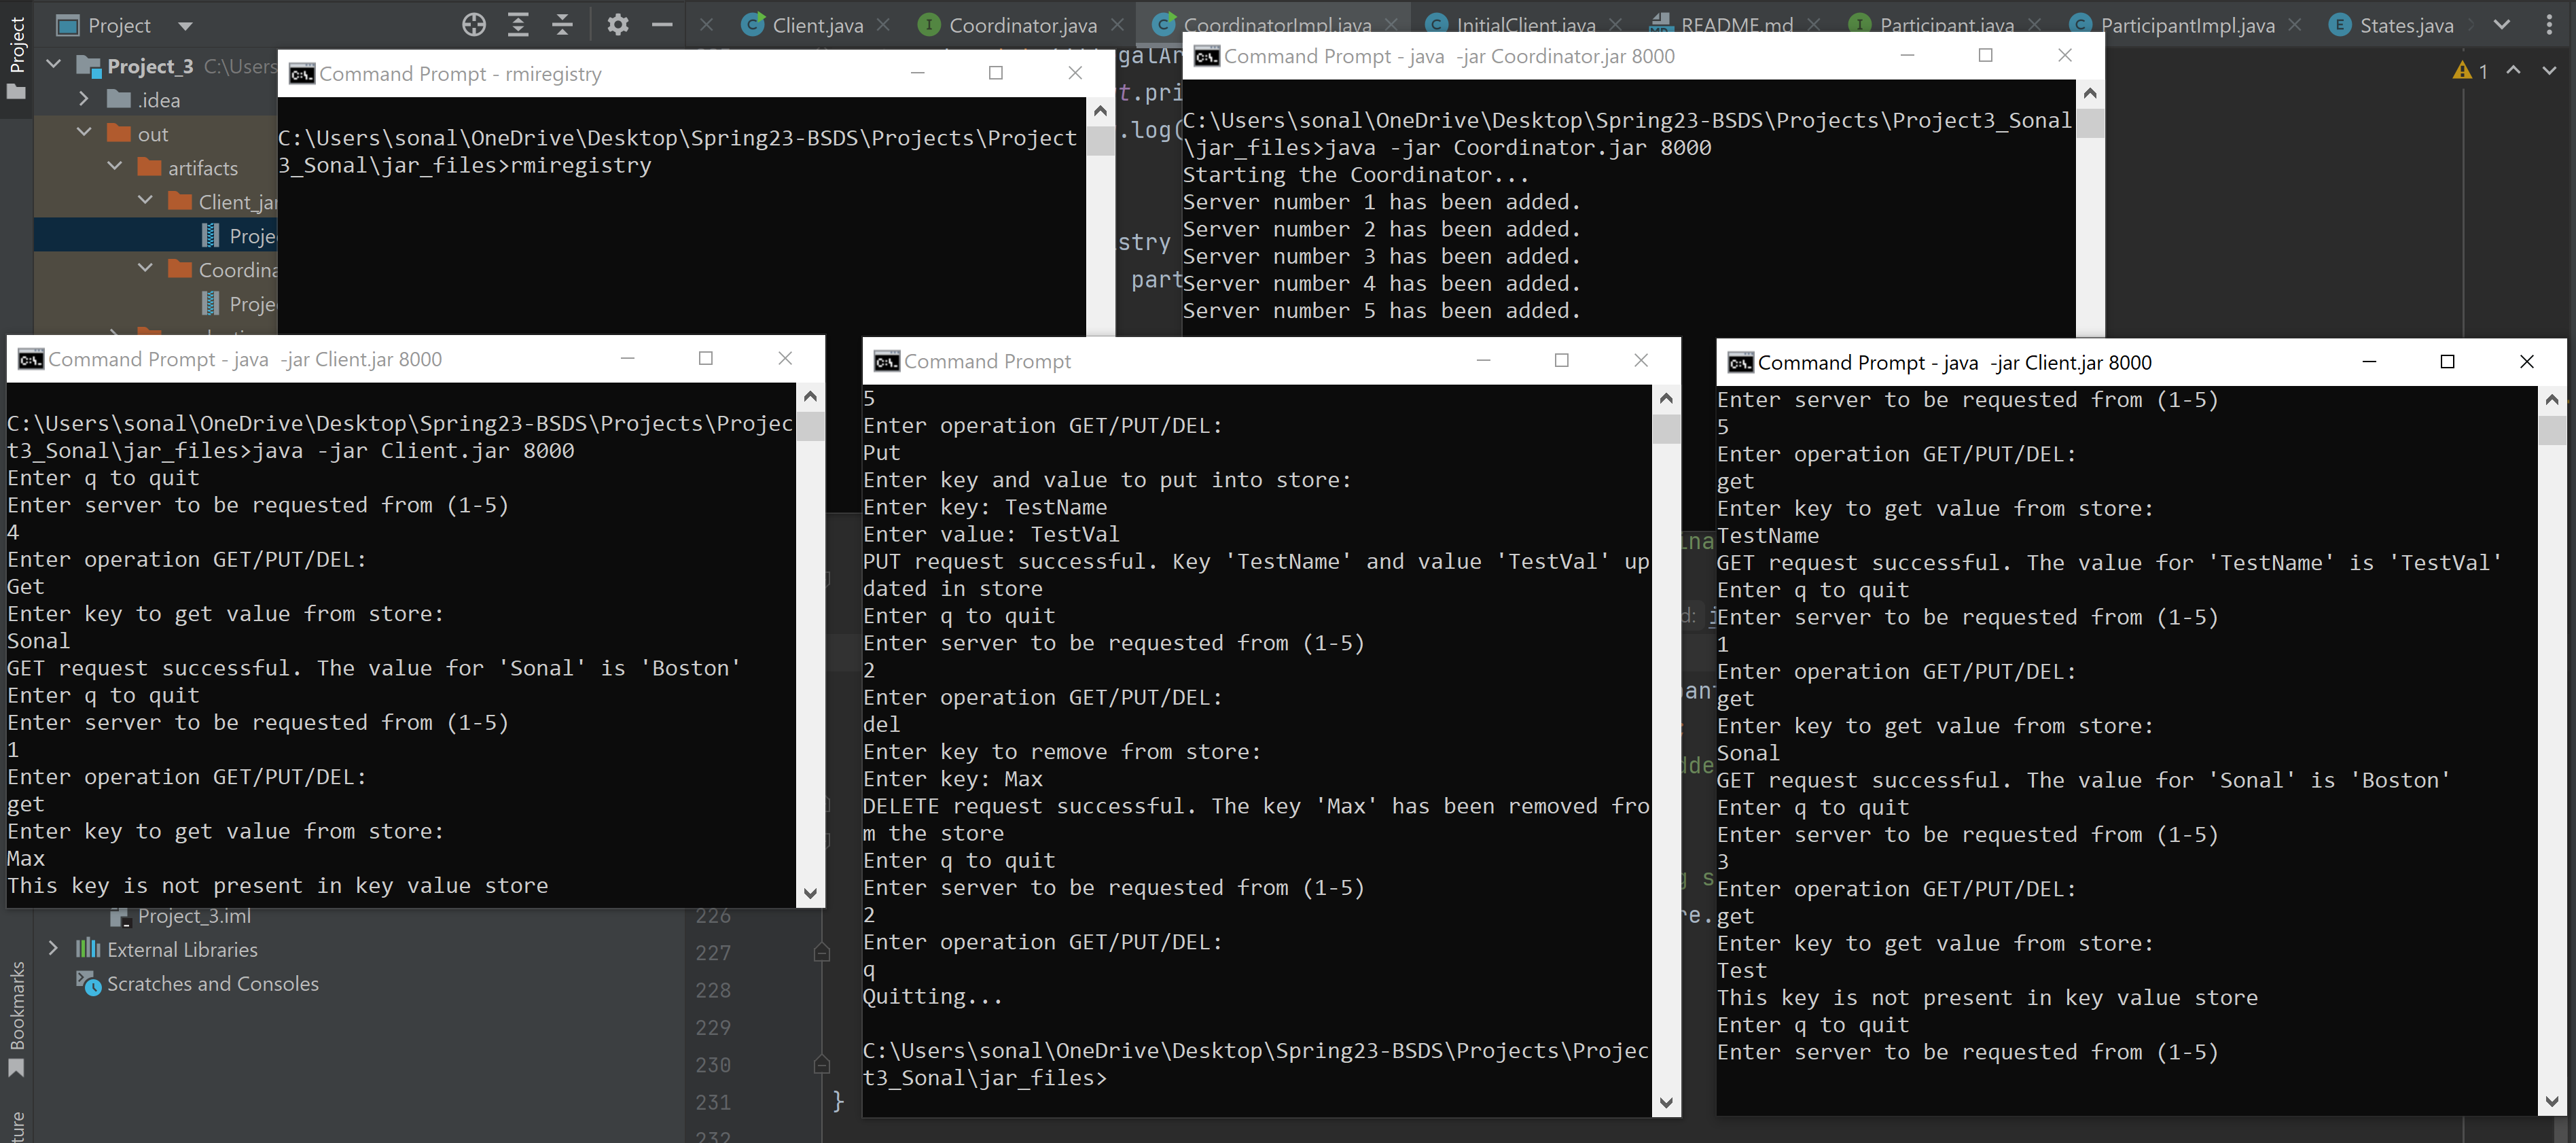 Project
Client.java
Coordinator.java
CoordinatorImpl.java
InitialClient.java
README.md
Participant.java
ParticipantImpl.java
States.java
Project
Project_3 C:\Users
.idea
out
artifacts
Client_jar
Proje
Coordina
Proje
1
Command Prompt - rmiregistry
C:\Users\sonal\OneDrive\Desktop\Spring23-BSDS\Projects\Project
3_Sonal\jar_files>rmiregistry
galAr
t.pri
.log(
stry
part
Command Prompt - java -jar Coordinator.jar 8000
C:\Users\sonal\OneDrive\Desktop\Spring23-BSDS\Projects\Project3_Sonal
\jar_files>java -jar Coordinator.jar 8000
Starting the Coordinator...
Server number 1 has been added.
Server number 2 has been added.
Server number 3 has been added.
Server number 4 has been added.
Server number 5 has been added.
Command Prompt - java -jar Client.jar 8000
C:\Users\sonal\OneDrive\Desktop\Spring23-BSDS\Projects\Projec
t3_Sonal\jar_files>java -jar Client.jar 8000
Enter q to quit
Enter server to be requested from (1-5)
4
Enter operation GET/PUT/DEL:
Get
Enter key to get value from store:
Sonal
GET request successful. The value for 'Sonal' is 'Boston'
Enter q to quit
Enter server to be requested from (1-5)
1
Enter operation GET/PUT/DEL:
get
Enter key to get value from store:
Max
This key is not present in key value store
Command Prompt
5
Enter operation GET/PUT/DEL:
Put
Enter key and value to put into store:
Enter key: TestName
Enter value: TestVal
PUT request successful. Key 'TestName' and value 'TestVal' up
dated in store
Enter q to quit
Enter server to be requested from (1-5)
2
Enter operation GET/PUT/DEL:
del
Enter key to remove from store:
Enter key: Max
DELETE request successful. The key 'Max' has been removed fro
m the store
Enter q to quit
Enter server to be requested from (1-5)
2
Enter operation GET/PUT/DEL:
q
Quitting...
C:\Users\sonal\OneDrive\Desktop\Spring23-BSDS\Projects\Projec
t3_Sonal\jar_files>
ina
d: j
pant
;
dde
g s
re.
Command Prompt - java -jar Client.jar 8000
Enter server to be requested from (1-5)
5
Enter operation GET/PUT/DEL:
get
Enter key to get value from store:
TestName
GET request successful. The value for 'TestName' is 'TestVal'
Enter q to quit
Enter server to be requested from (1-5)
1
Enter operation GET/PUT/DEL:
get
Enter key to get value from store:
Sonal
GET request successful. The value for 'Sonal' is 'Boston'
Enter q to quit
Enter server to be requested from (1-5)
3
Enter operation GET/PUT/DEL:
get
Enter key to get value from store:
Test
This key is not present in key value store
Enter q to quit
Enter server to be requested from (1-5)
Project_3.iml
External Libraries
Scratches and Consoles
Bookmarks
ture
226
227
228
229
230
231 }
232